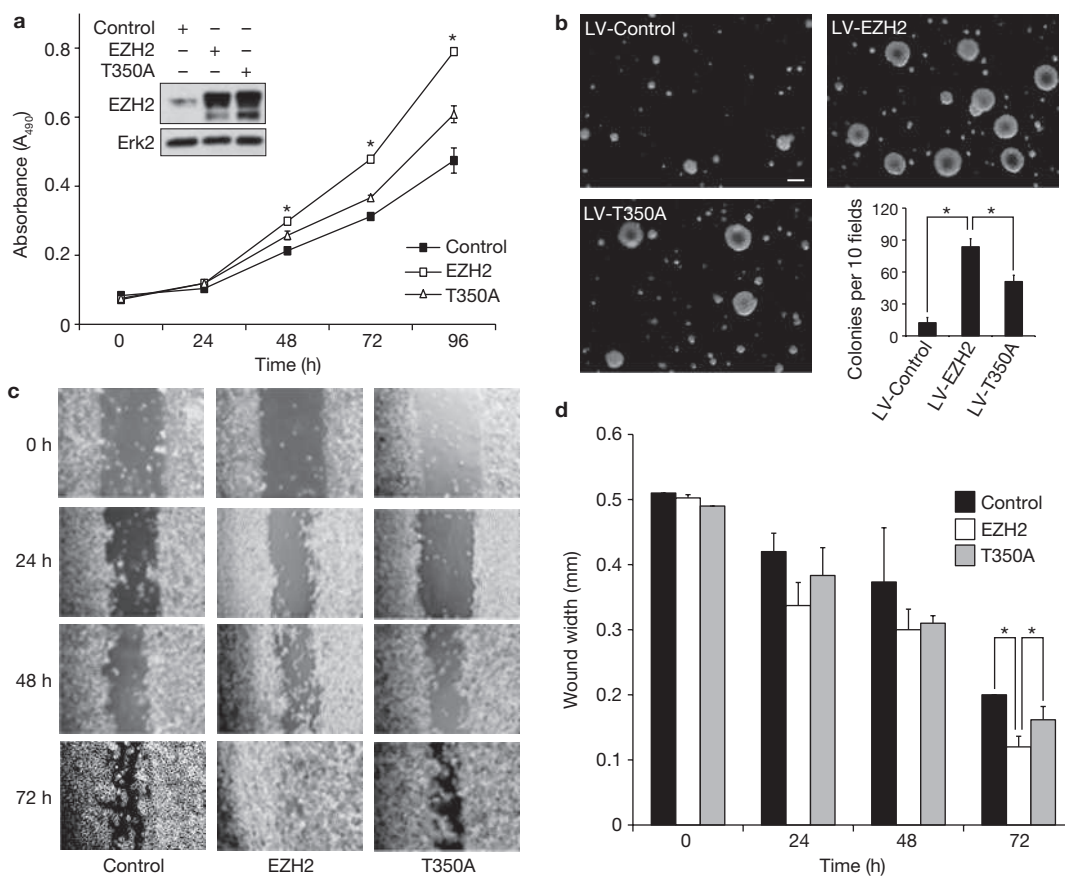 a
Control + – –
EZH2 – + –
T350A – – +
EZH2
Erk2
Absorbance (A490)
0.8
0.6
0.4
0.2
0
Control
EZH2
T350A
0 24 48 72 96
Time (h)
* * *
b
LV-Control
LV-EZH2
LV-T350A
Colonies per 10 fields
120
90
60
30
0
* *
LV-Control
LV-EZH2
LV-T350A
c
0 h
24 h
48 h
72 h
Control EZH2 T350A
d
Wound width (mm)
0.6
0.5
0.4
0.3
0.2
0.1
0
Control
EZH2
T350A
* *
0 24 48 72
Time (h)